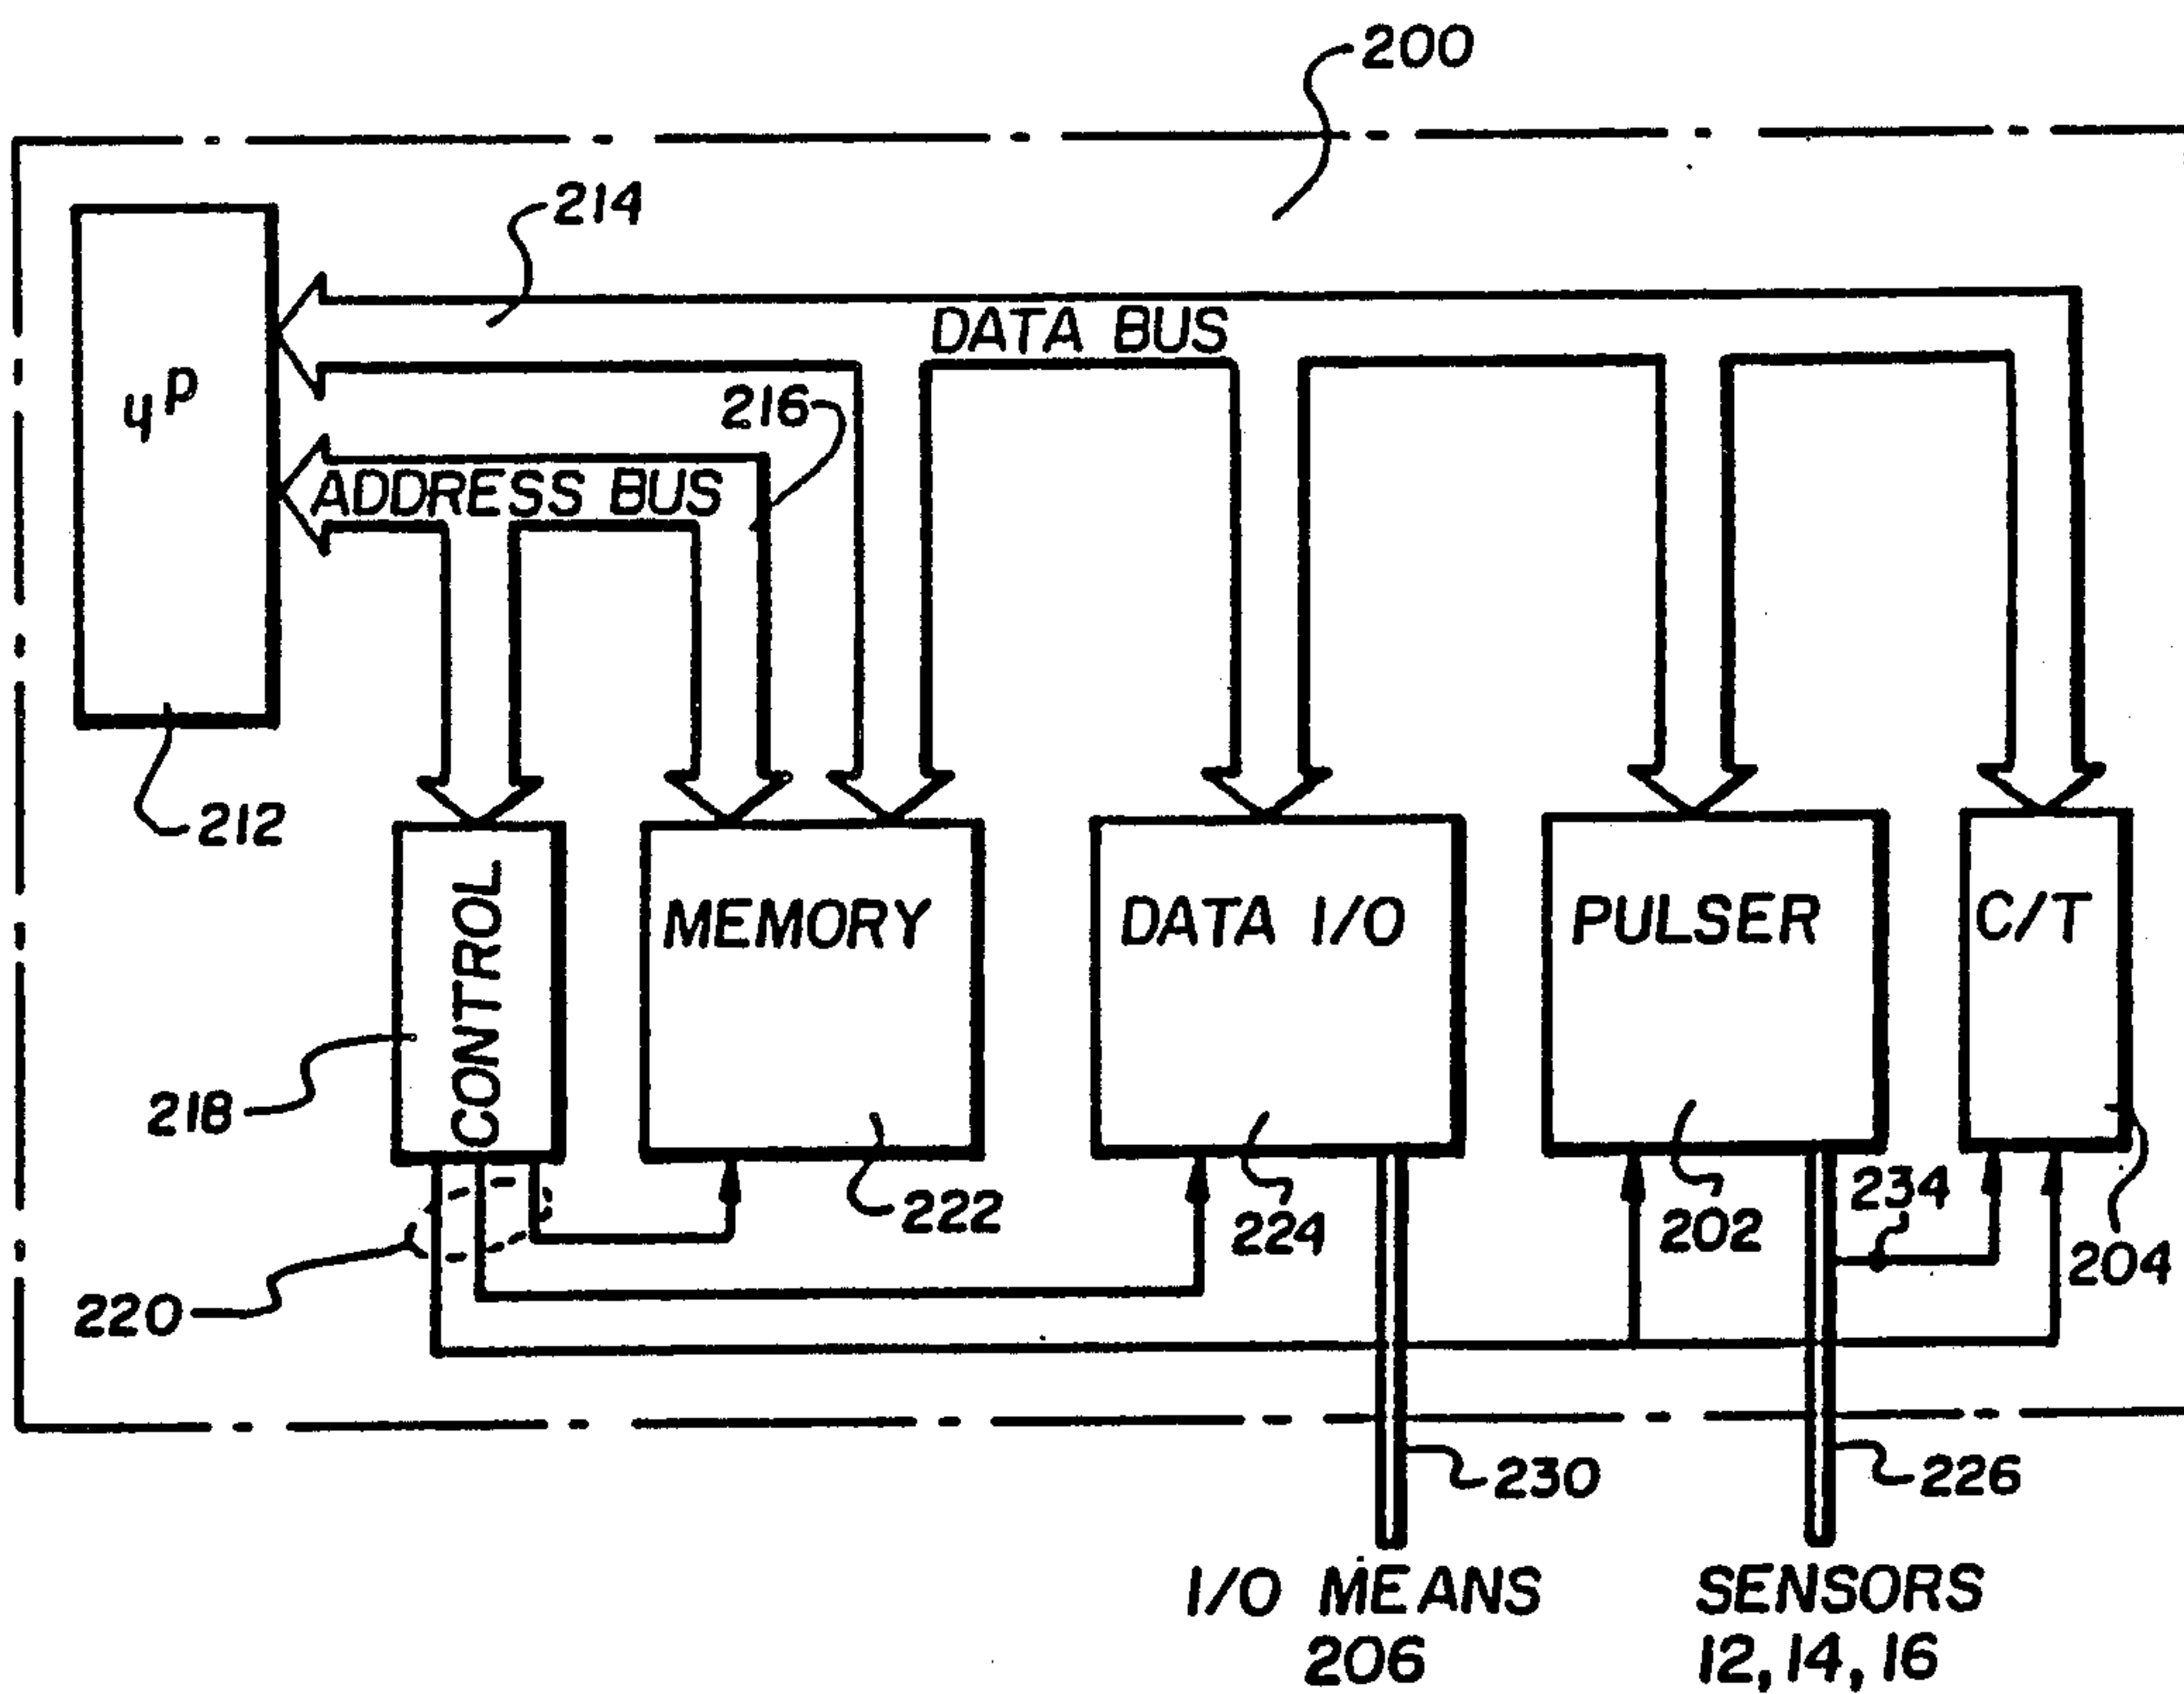 200
214
DATA BUS
216
μP
ADDRESS BUS
212
CONTROL
MEMORY
DATA I/O
PULSER
C/T
218
222
224
202
234
204
220
230
226
I/O MEANS
206
SENSORS
12, 14, 16